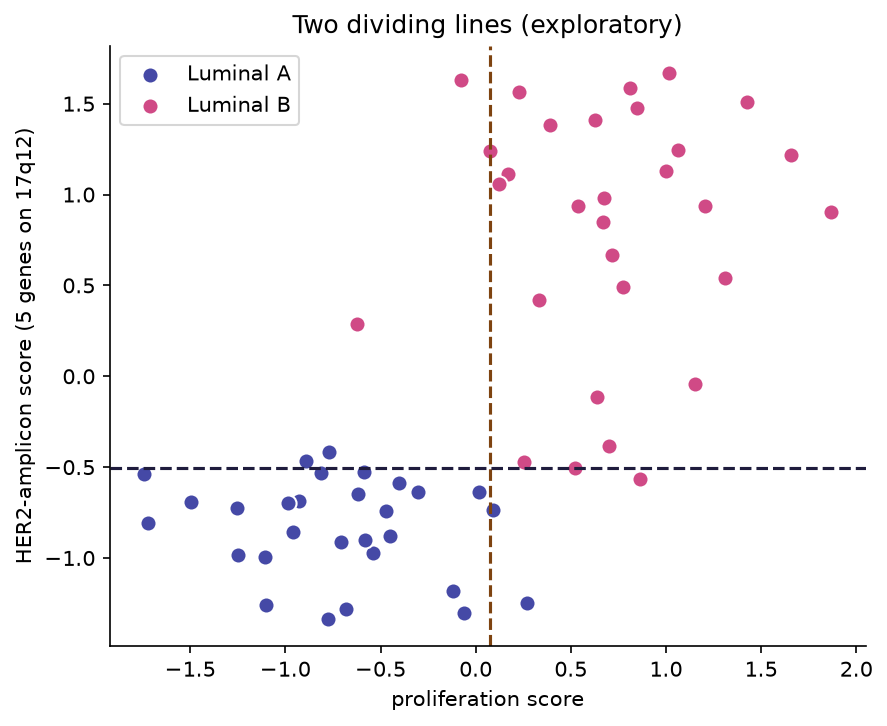 Two dividing lines (exploratory)
Luminal A
Luminal B
HER2-amplicon score (5 genes on 17q12)
1.5
1.0
0.5
0.0
−0.5
−1.0
−1.5
−1.0
−0.5
0.0
0.5
1.0
1.5
2.0
proliferation score